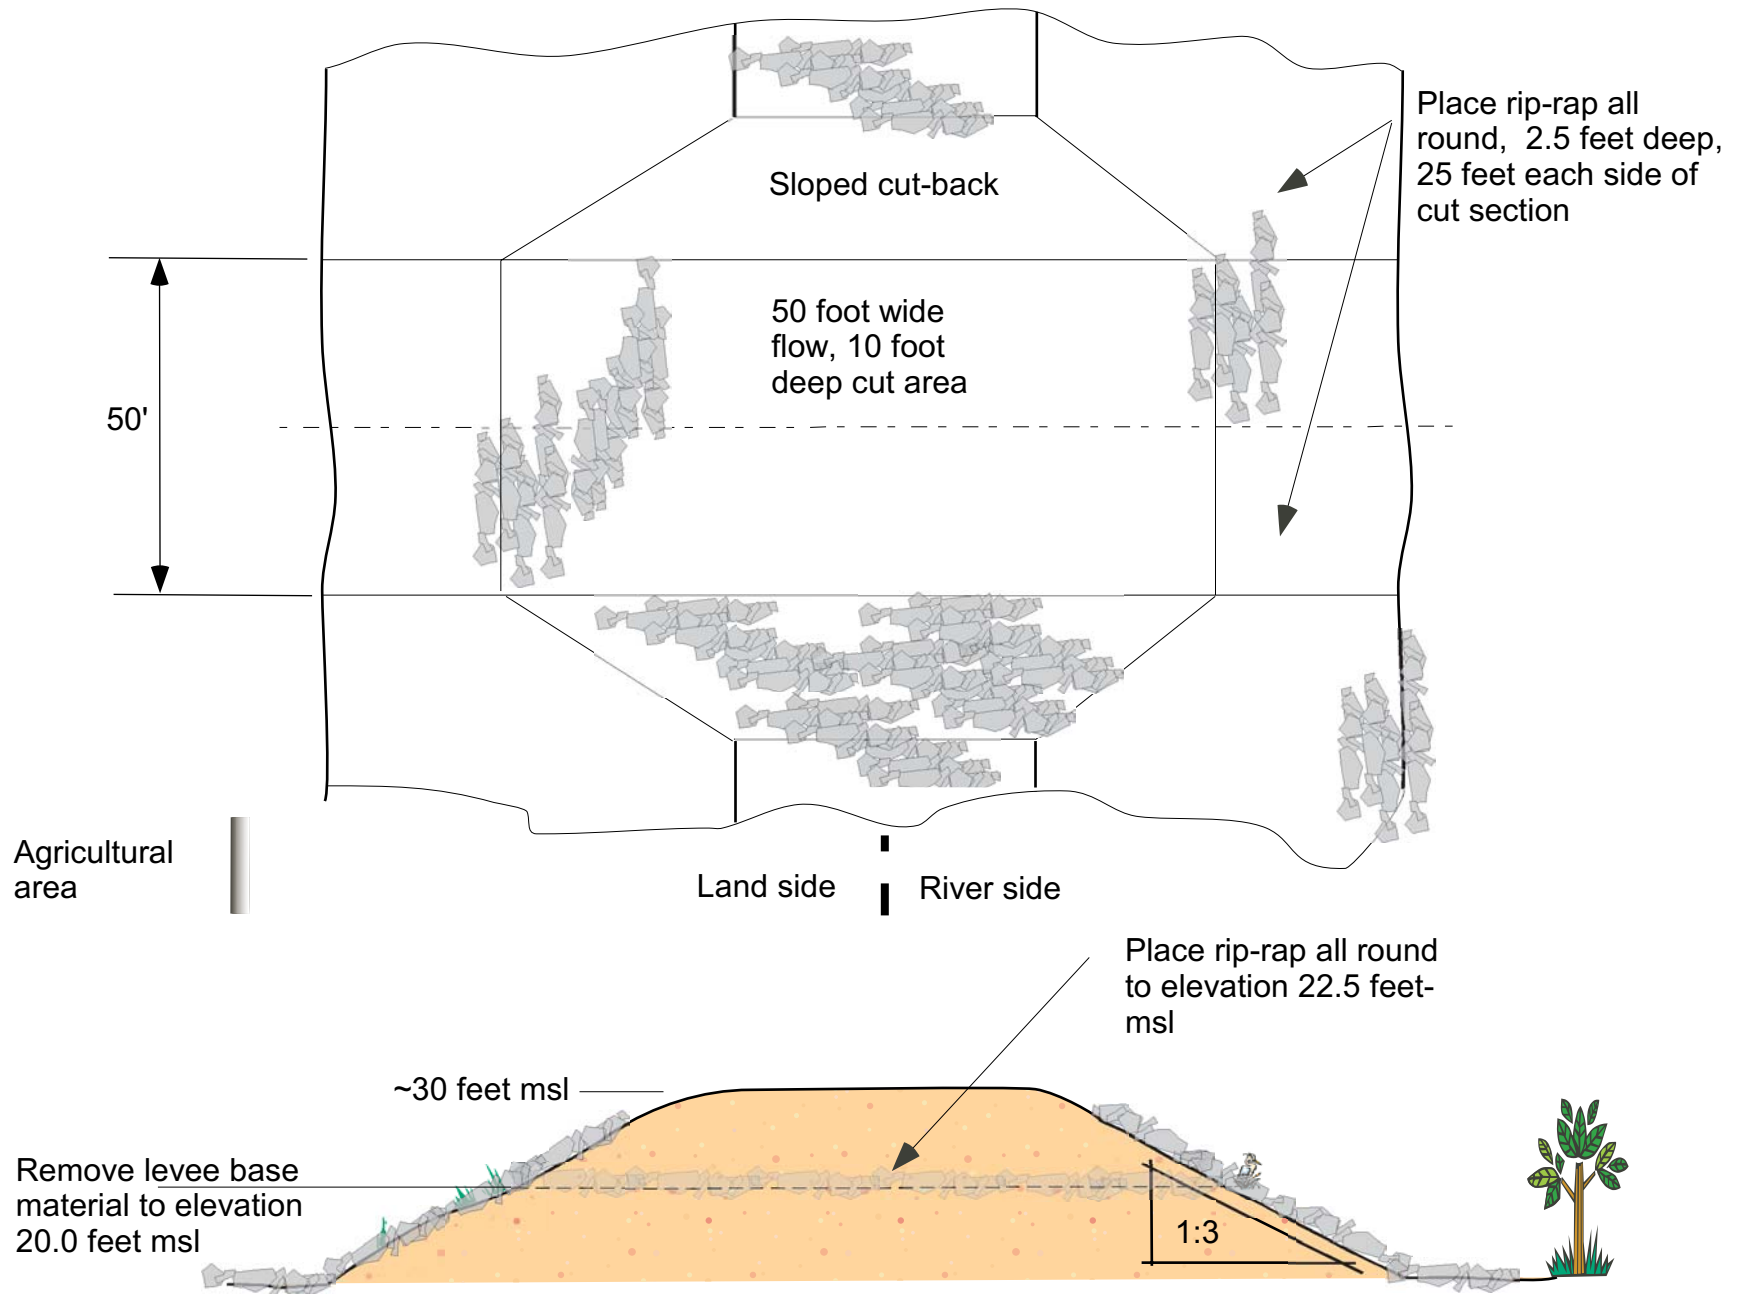 Place rip-rap all
round,  2.5 feet deep,
25 feet each side of
cut section
Sloped cut-back
50 foot wide
flow, 10 foot
deep cut area
50'
Agricultural
area
Land side
River side
Place rip-rap all round
to elevation 22.5 feet-
msl
~30 feet msl
Remove levee base
material to elevation
20.0 feet msl
1:3